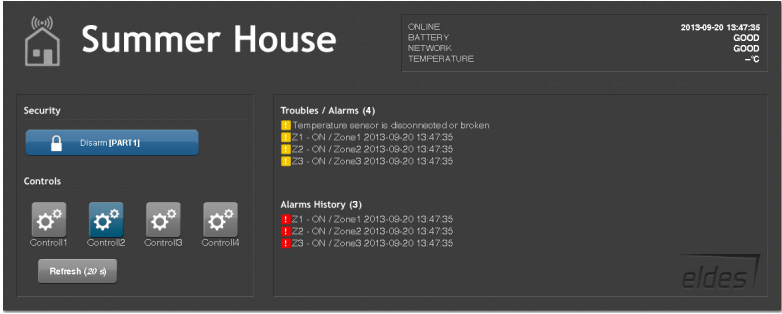 Summer House
ONLINE 2013-09-20 13:47:35
BATTERY GOOD
NETWORK GOOD
TEMPERATURE --°C
Security
Disarm [PART1]
Controls
Controll1 Controll2 Controll3 Controll4
Refresh (20 s)
Troubles / Alarms (4)
! Temperature sensor is disconnected or broken
! Z1 - ON / Zone1 2013-09-20 13:47:35
! Z2 - ON / Zone2 2013-09-20 13:47:35
! Z3 - ON / Zone3 2013-09-20 13:47:35
Alarms History (3)
! Z1 - ON / Zone1 2013-09-20 13:47:35
! Z2 - ON / Zone2 2013-09-20 13:47:35
! Z3 - ON / Zone3 2013-09-20 13:47:35
eldes